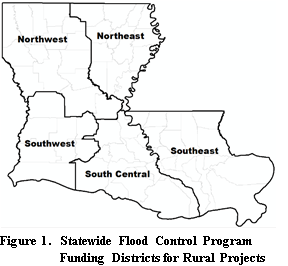 Northwest
Northeast
Southwest
Southeast
South Central
Figure 1. Statewide Flood Control Program
Funding Districts for Rural Projects